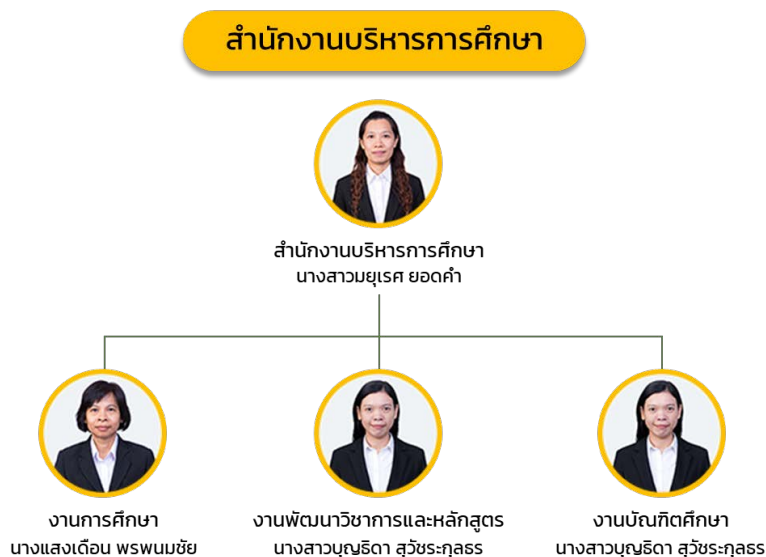 สำนักงานบริหารการศึกษา
สำนักงานบริหารการศึกษา
นางสาวมยุเรศ ยอดคำ
งานการศึกษา
นางแสงเดือน พรพนมชัย
งานพัฒนาวิชาการและหลักสูตร
นางสาวบุญธิดา สุวัชระกุลธร
งานบัณฑิตศึกษา
นางสาวบุญธิดา สุวัชระกุลธร